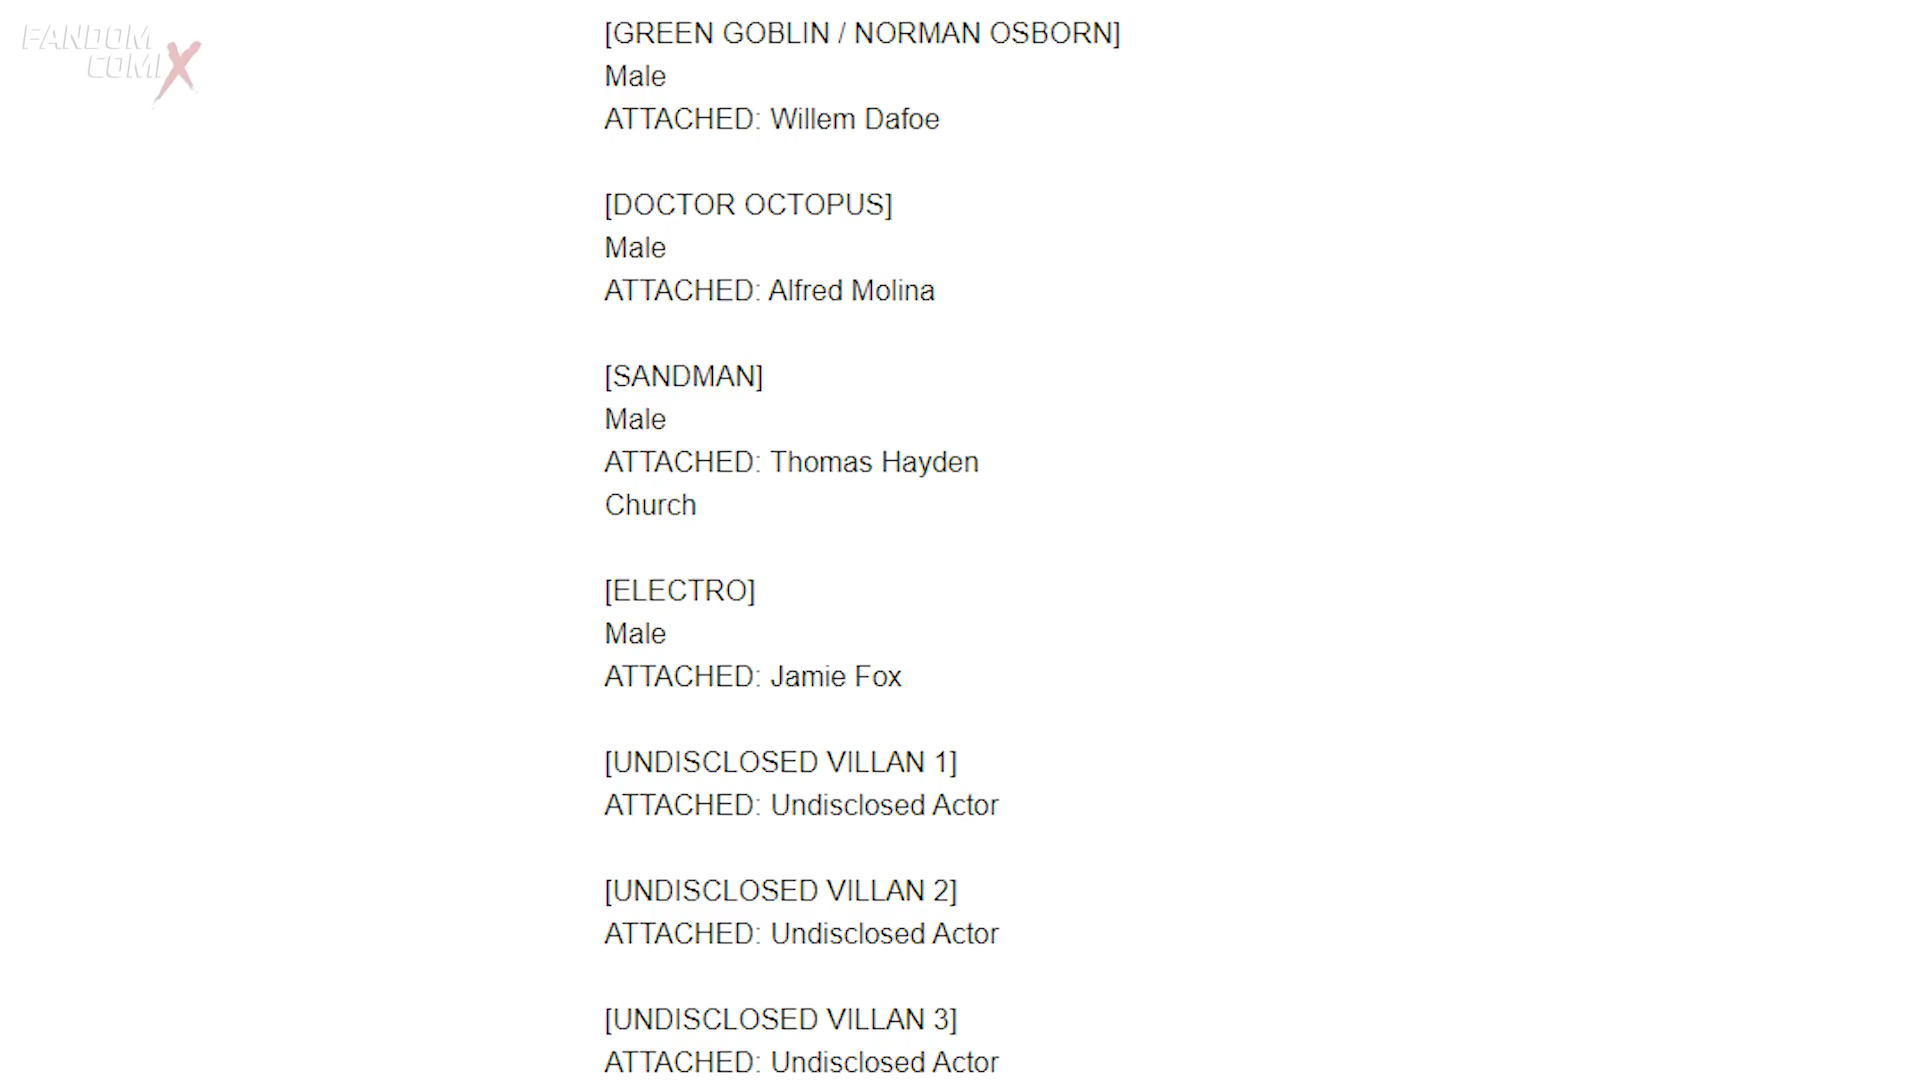 FANDOM
COMIX
[GREEN GOBLIN / NORMAN OSBORN]
Male
ATTACHED: Willem Dafoe
[DOCTOR OCTOPUS]
Male
ATTACHED: Alfred Molina
[SANDMAN]
Male
ATTACHED: Thomas Hayden
Church
[ELECTRO]
Male
ATTACHED: Jamie Fox
[UNDISCLOSED VILLAN 1]
ATTACHED: Undisclosed Actor
[UNDISCLOSED VILLAN 2]
ATTACHED: Undisclosed Actor
[UNDISCLOSED VILLAN 3]
ATTACHED: Undisclosed Actor